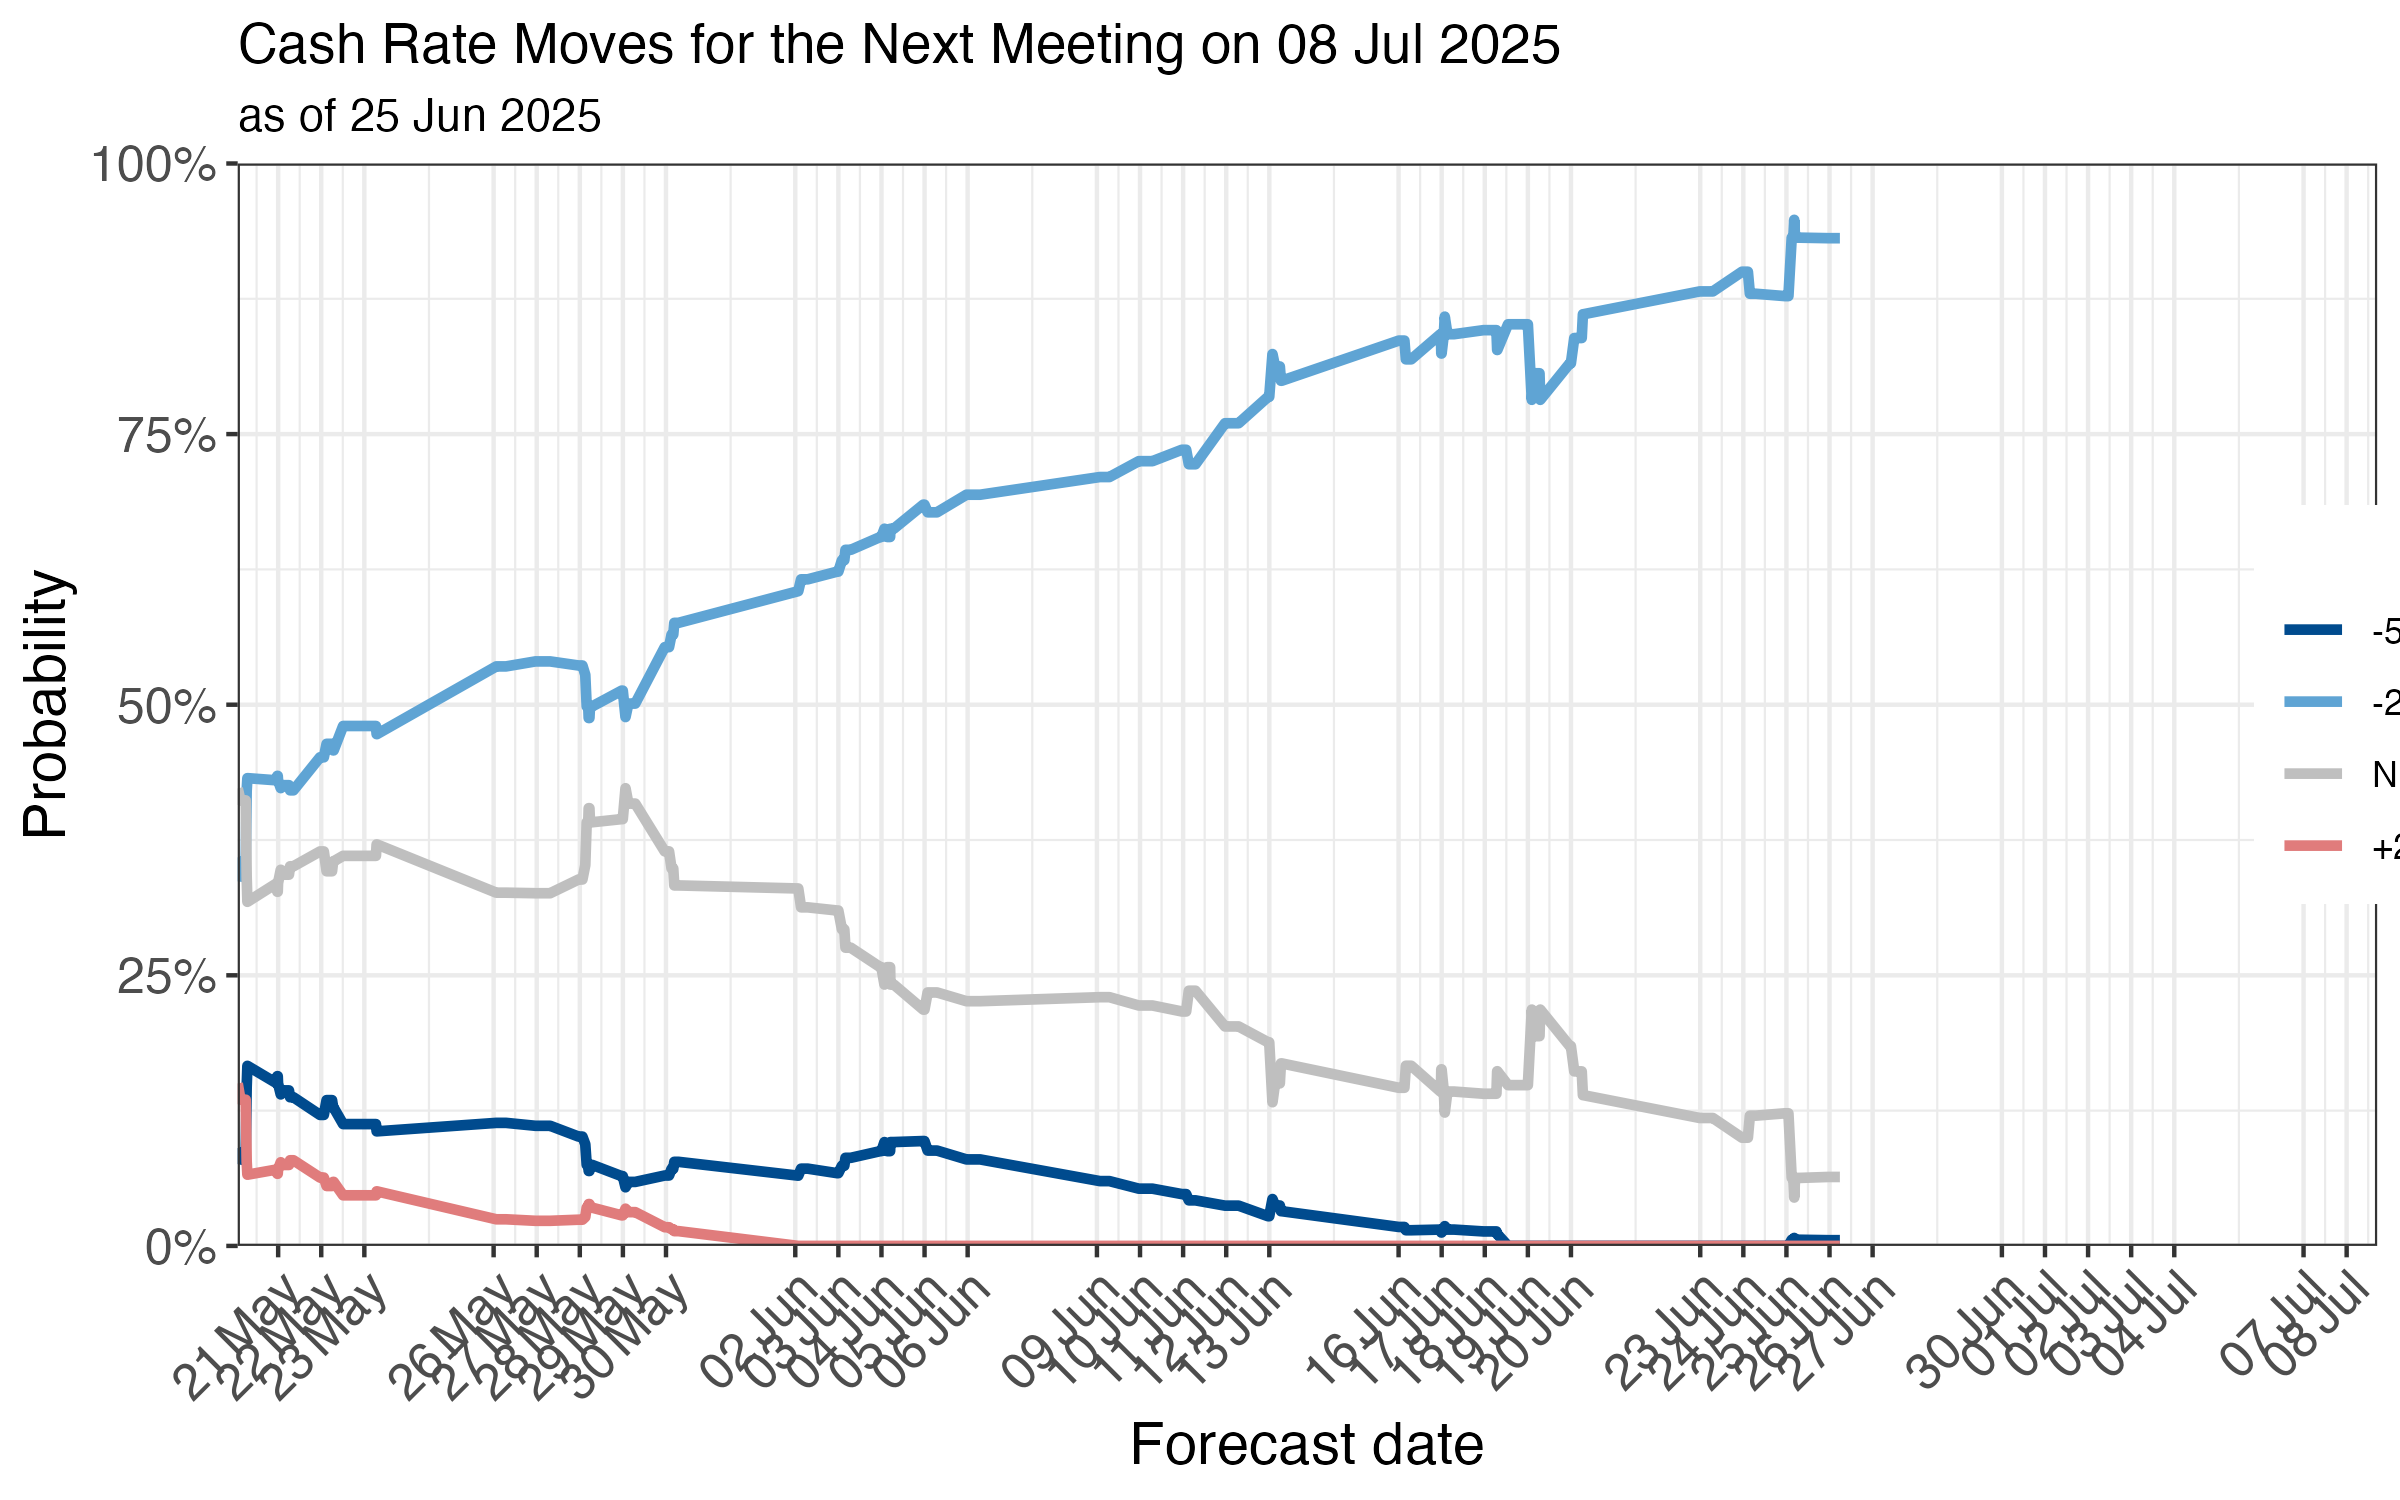 Cash Rate Moves for the Next Meeting on 08 Jul 2025
as of 25 Jun 2025
100%
75%
50%
25%
0%
Probability
-5
-2
N
+2
21 May
22 May
23 May
26 May
27 May
28 May
29 May
30 May
02 Jun
03 Jun
04 Jun
05 Jun
06 Jun
09 Jun
10 Jun
11 Jun
12 Jun
13 Jun
16 Jun
17 Jun
18 Jun
19 Jun
20 Jun
23 Jun
24 Jun
25 Jun
26 Jun
27 Jun
30 Jun
01 Jul
02 Jul
03 Jul
04 Jul
07 Jul
08 Jul
Forecast date